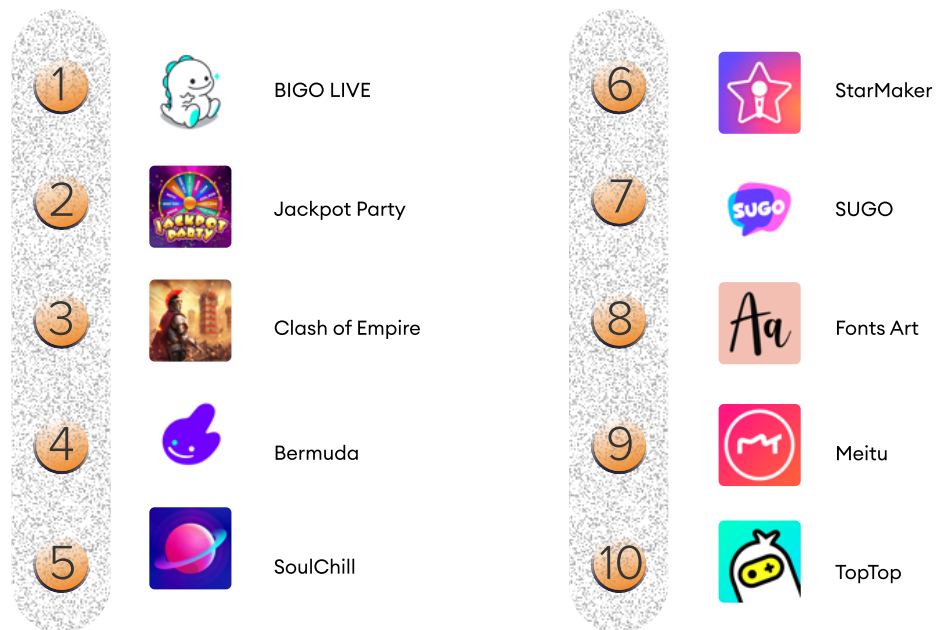 1
BIGO LIVE
2
JACKPOT
PARTY
Jackpot Party
3
Clash of Empire
4
Bermuda
5
SoulChill
6
StarMaker
7
SUGO
SUGO
8
Aa
Fonts Art
9
Meitu
10
TopTop